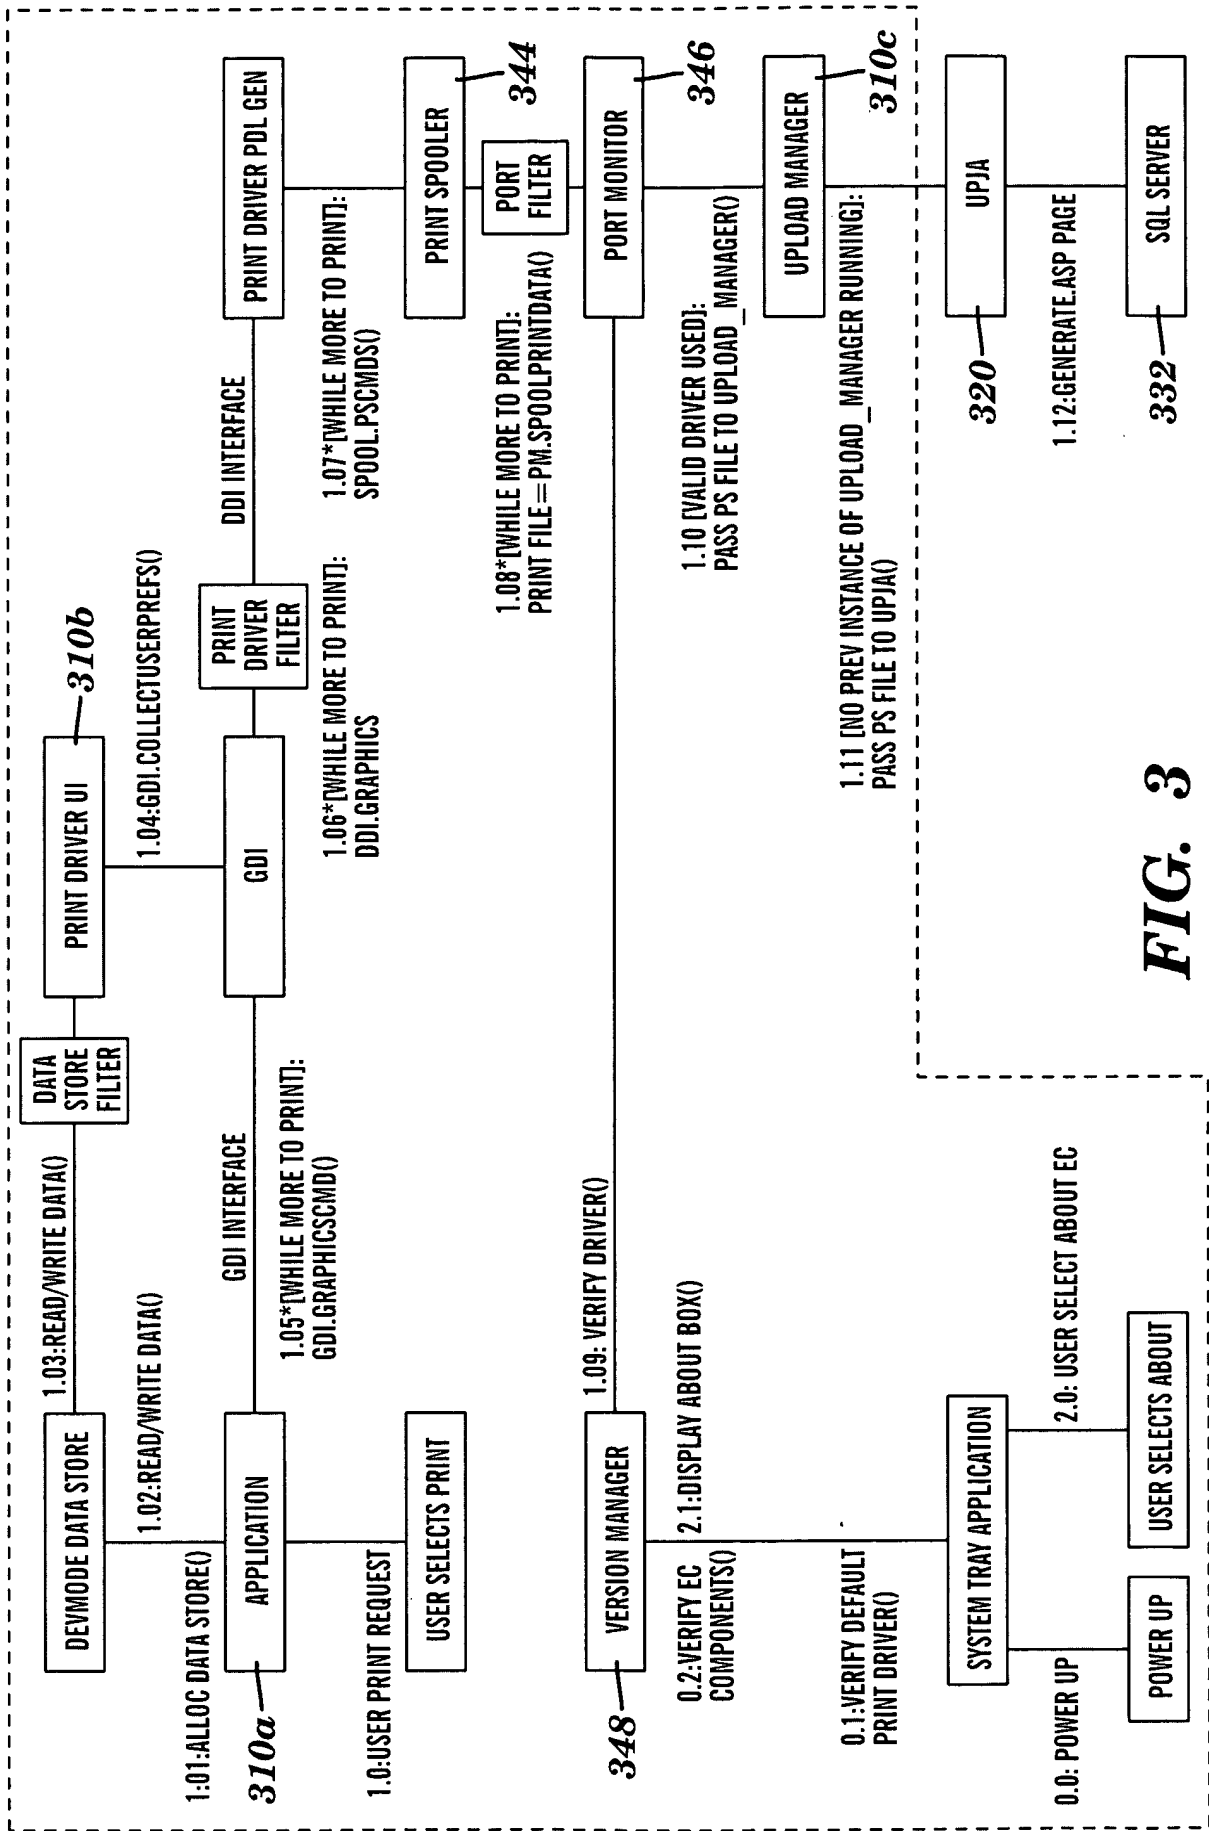 DEVMODE DATA STORE
1.03:READ/WRITE DATA()
DATA
STORE
FILTER
PRINT DRIVER UI
310b
1:01:ALLOC DATA STORE()
1.02:READ/WRITE DATA()
1.04:GDI.COLLECTUSERPREFS()
310a
APPLICATION
GDI INTERFACE
GDI
PRINT
DRIVER
FILTER
DDI INTERFACE
PRINT DRIVER PDL GEN
1.0:USER PRINT REQUEST
1.05*[WHILE MORE TO PRINT]:
GDI.GRAPHICSCMD()
1.06*[WHILE MORE TO PRINT]:
DDI.GRAPHICS
1.07*[WHILE MORE TO PRINT]:
SPOOL.PSCMDS()
USER SELECTS PRINT
PRINT SPOOLER
344
1.08*[WHILE MORE TO PRINT]:
PRINT FILE=PM.SPOOLPRINTDATA()
PORT
FILTER
348
VERSION MANAGER
1.09: VERIFY DRIVER()
PORT MONITOR
346
0.2:VERIFY EC
COMPONENTS()
2.1:DISPLAY ABOUT BOX()
1.10 [VALID DRIVER USED]:
PASS PS FILE TO UPLOAD_MANAGER()
UPLOAD MANAGER
310c
0.1:VERIFY DEFAULT
PRINT DRIVER()
1.11 [NO PREV INSTANCE OF UPLOAD_MANAGER RUNNING]:
PASS PS FILE TO UPJA()
SYSTEM TRAY APPLICATION
320
UPJA
0.0: POWER UP
2.0: USER SELECT ABOUT EC
1.12:GENERATE.ASP PAGE
POWER UP
USER SELECTS ABOUT
332
SQL SERVER
FIG. 3